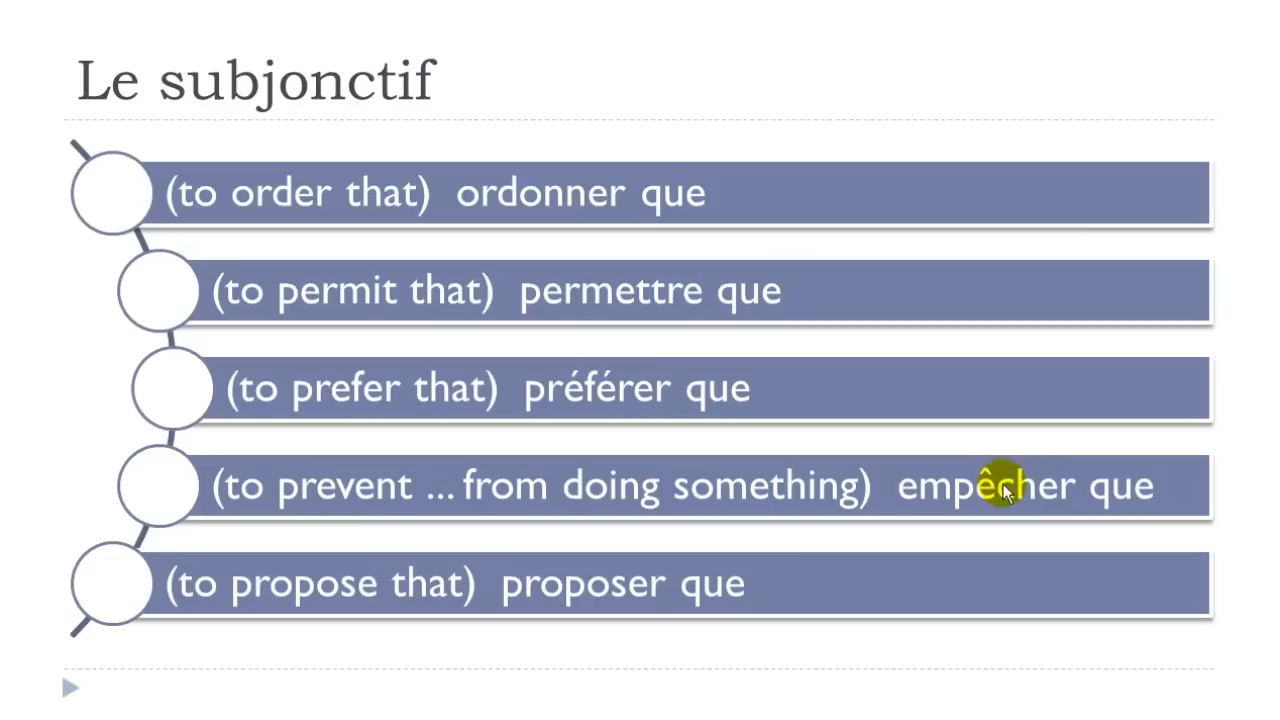 Le subjonctif
(to order that) ordonner que
(to permit that) permettre que
(to prefer that) préférer que
(to prevent ... from doing something) empêcher que
(to propose that) proposer que